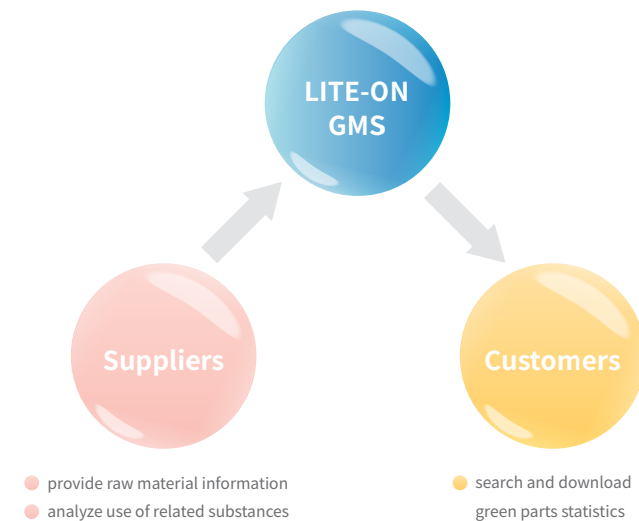 LITE-ON
GMS
Suppliers
Customers
provide raw material information
analyze use of related substances
search and download
green parts statistics